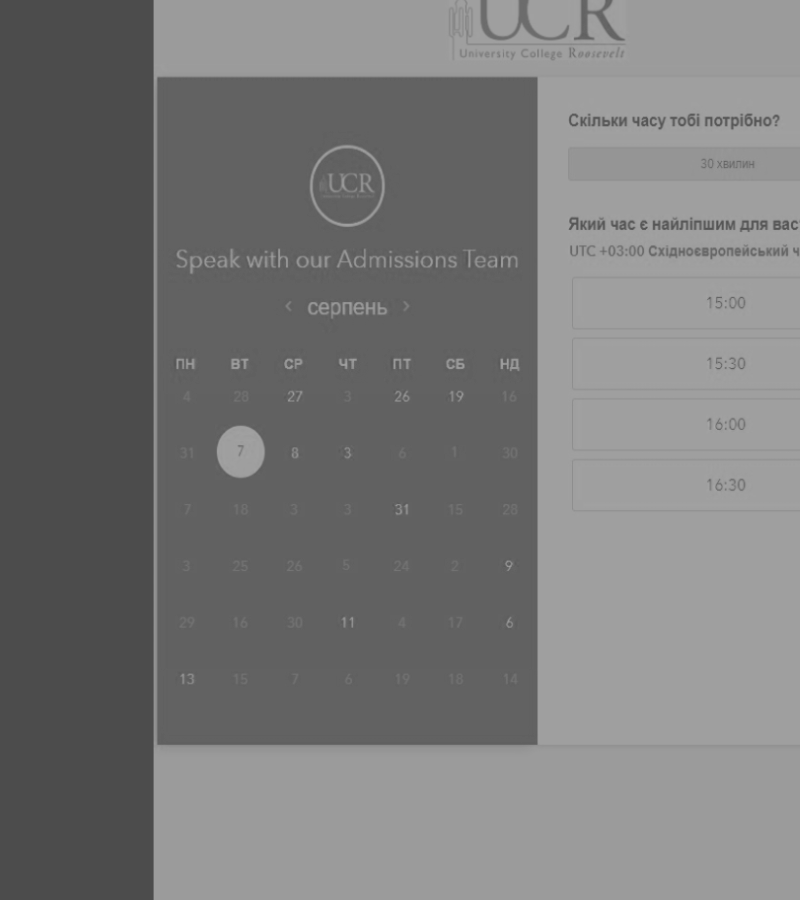 UCR
University College Roosevelt
UCR
Speak with our Admissions Team
‹ серпень ›
ПН ВТ СР ЧТ ПТ СБ НД
4 28 27 3 26 19 16
31 7 8 3 6 1 30
7 18 3 3 31 15 28
3 25 26 5 24 2 9
29 16 30 11 4 17 6
13 15 7 6 19 18 14
Скільки часу тобі потрібно?
30 хвилин
Який час є найліпшим для вас
UTC +03:00 Східноєвропейський ч
15:00
15:30
16:00
16:30